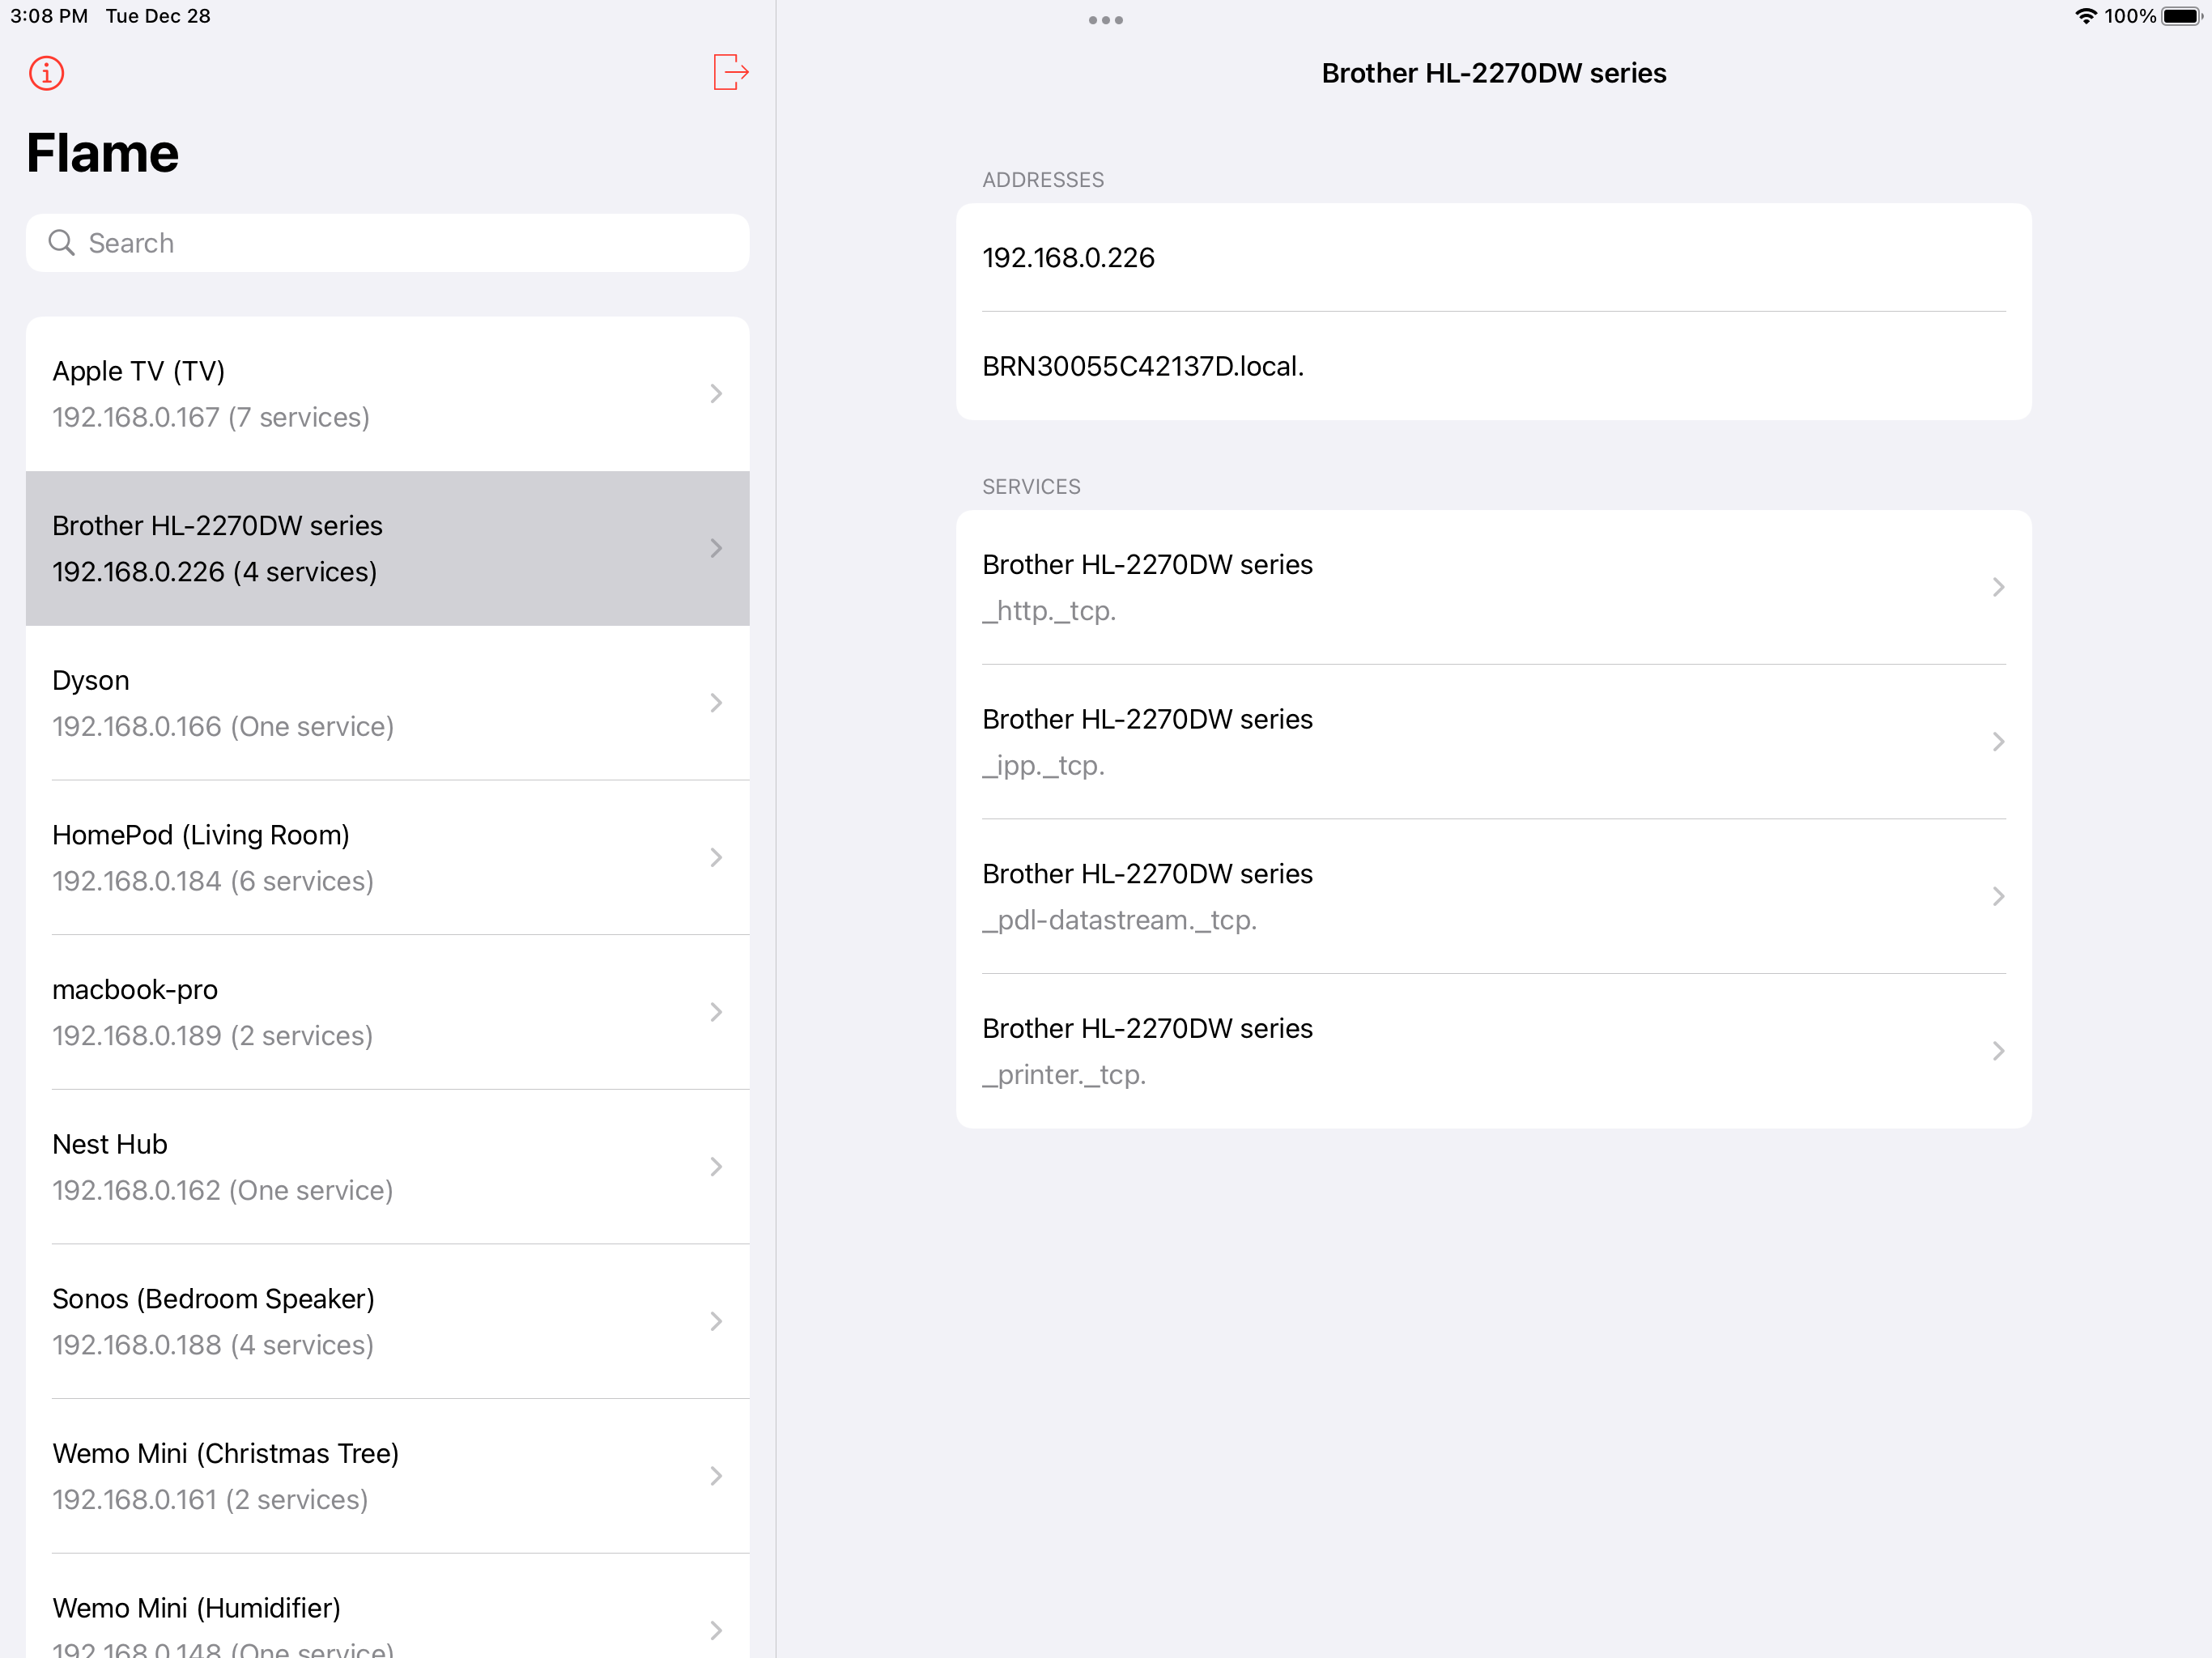 3:08 PM Tue Dec 28
100%
Flame
Search
Apple TV (TV)
192.168.0.167 (7 services)
Brother HL-2270DW series
192.168.0.226 (4 services)
Dyson
192.168.0.166 (One service)
HomePod (Living Room)
192.168.0.184 (6 services)
macbook-pro
192.168.0.189 (2 services)
Nest Hub
192.168.0.162 (One service)
Sonos (Bedroom Speaker)
192.168.0.188 (4 services)
Wemo Mini (Christmas Tree)
192.168.0.161 (2 services)
Wemo Mini (Humidifier)
192.168.0.148 (One service)
Brother HL-2270DW series
ADDRESSES
192.168.0.226
BRN30055C42137D.local.
SERVICES
Brother HL-2270DW series
_http._tcp.
Brother HL-2270DW series
_ipp._tcp.
Brother HL-2270DW series
_pdl-datastream._tcp.
Brother HL-2270DW series
_printer._tcp.